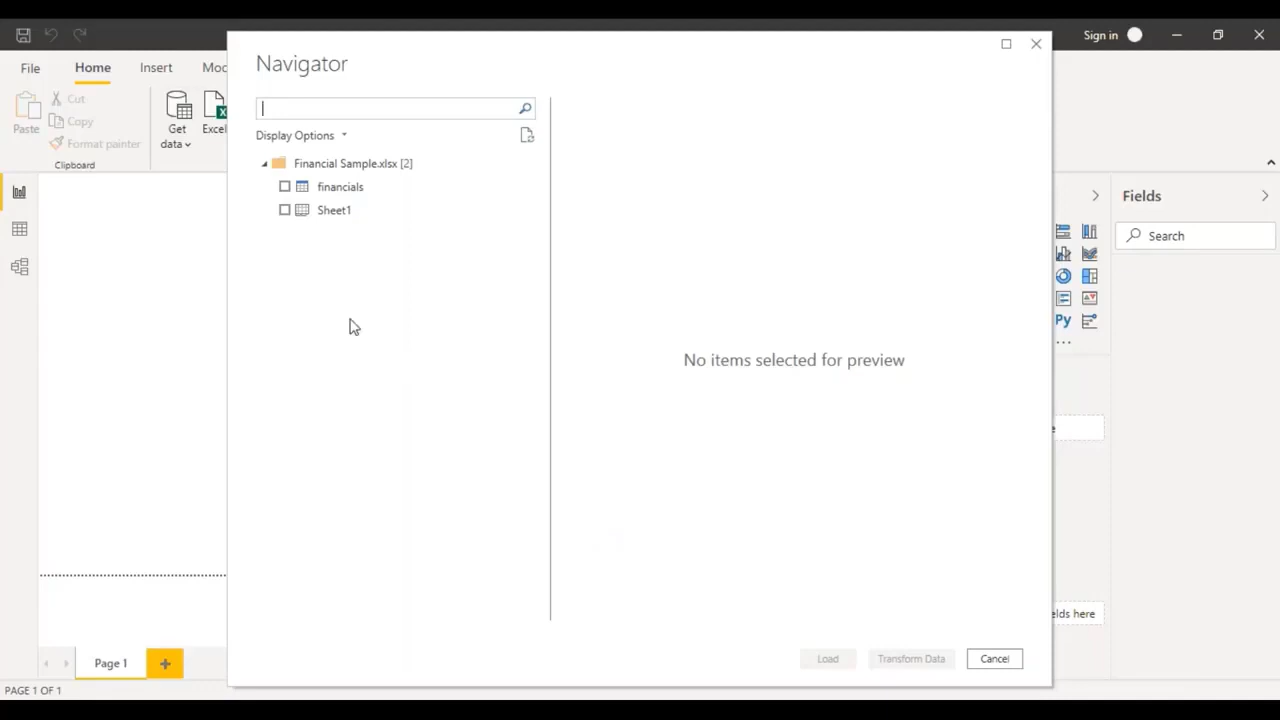 Sign in
File
Home
Insert
Mod
Paste
Cut
Copy
Format painter
Clipboard
Get
data
Excel
Navigator
Display Options
Financial Sample.xlsx [2]
financials
Sheet1
No items selected for preview
Load
Transform Data
Cancel
Fields
Search
Py
elds here
Page 1
PAGE 1 OF 1